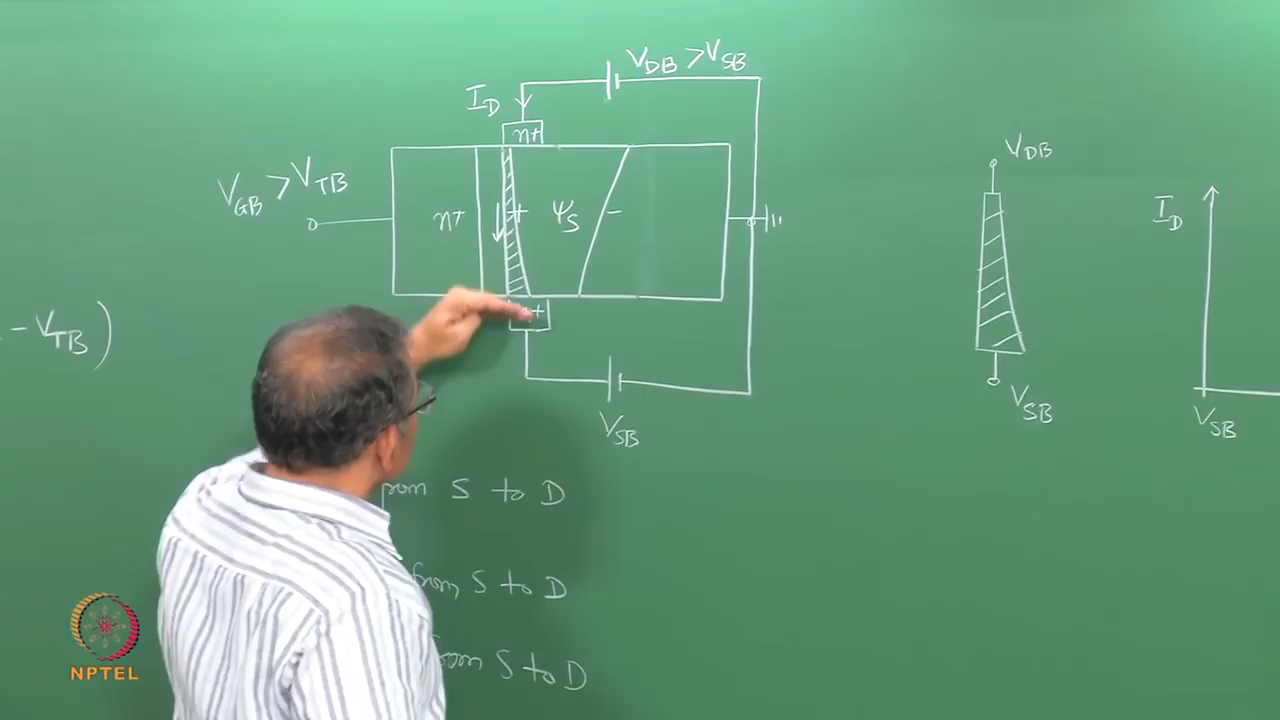 V_DB > V_SB
I_D
n+
V_GB > V_TB
n+
+
ψ_S
−
n+
V_SB
− V_TB)
from S to D
from S to D
from S to D
V_DB
V_SB
I_D
V_SB
NPTEL